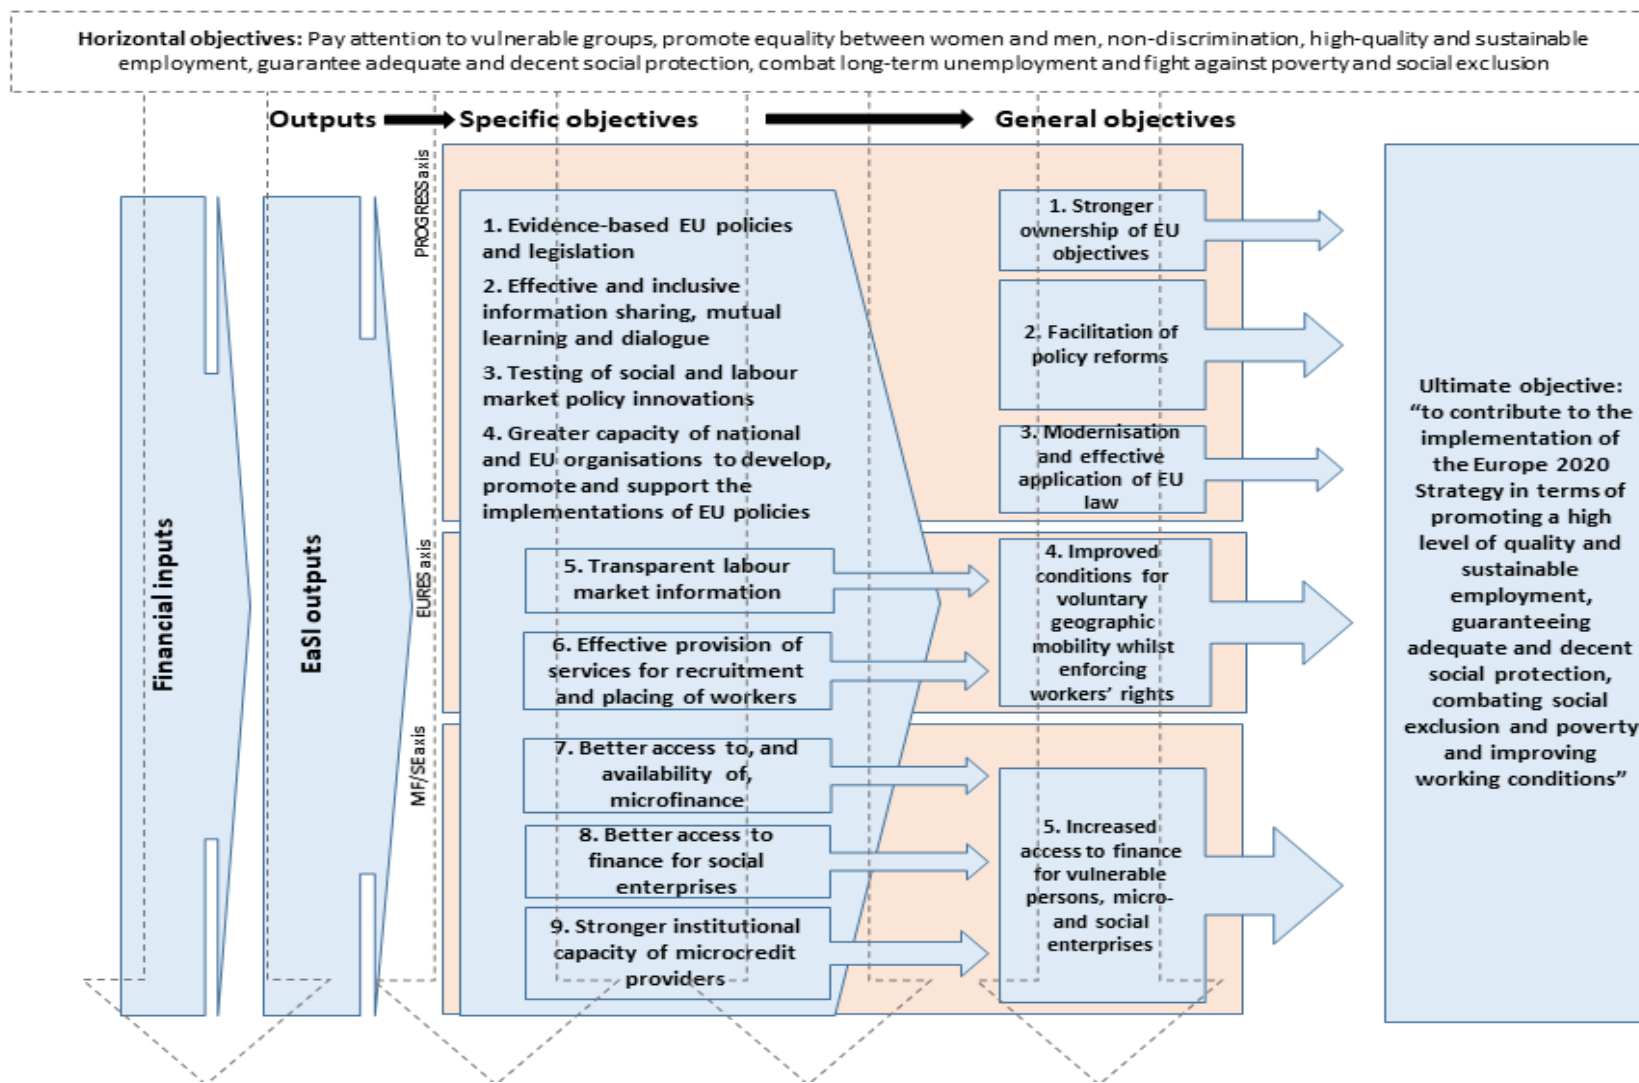 Horizontal objectives: Pay attention to vulnerable groups, promote equality between women and men, non-discrimination, high-quality and sustainable
employment, guarantee adequate and decent social protection, combat long-term unemployment and fight against poverty and social exclusion
Outputs
Specific objectives
General objectives
Financial inputs
EaSI outputs
PROGRESS axis
1. Evidence-based EU policies
and legislation
2. Effective and inclusive
information sharing, mutual
learning and dialogue
3. Testing of social and labour
market policy innovations
4. Greater capacity of national
and EU organisations to develop,
promote and support the
implementations of EU policies
1. Stronger
ownership of EU
objectives
2. Facilitation of
policy reforms
3. Modernisation
and effective
application of EU
law
EURES axis
5. Transparent labour
market information
6. Effective provision of
services for recruitment
and placing of workers
4. Improved
conditions for
voluntary
geographic
mobility whilst
enforcing
workers' rights
MF/SE axis
7. Better access to, and
availability of,
microfinance
8. Better access to
finance for social
enterprises
9. Stronger institutional
capacity of microcredit
providers
5. Increased
access to finance
for vulnerable
persons, micro-
and social
enterprises
Ultimate objective:
“to contribute to the
implementation of
the Europe 2020
Strategy in terms of
promoting a high
level of quality and
sustainable
employment,
guaranteeing
adequate and decent
social protection,
combating social
exclusion and poverty
and improving
working conditions”